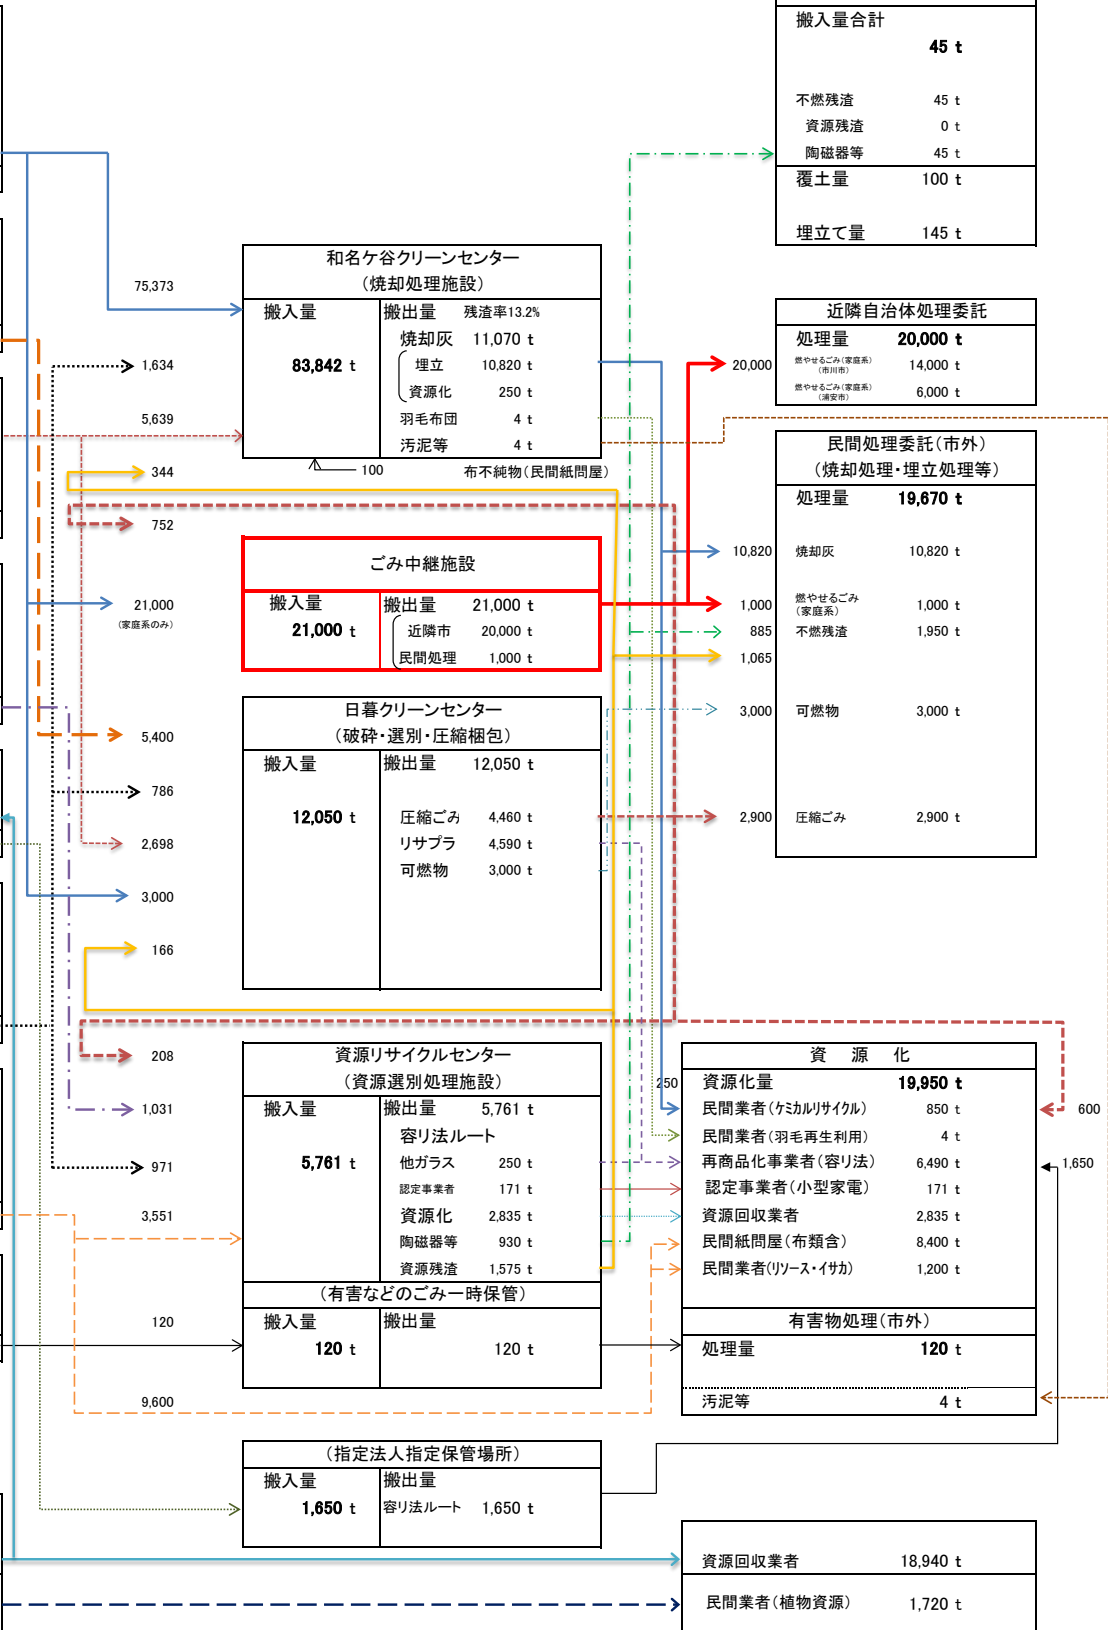 搬入量合計
45 t
不燃残渣 45 t
資源残渣 0 t
陶磁器等 45 t
覆土量 100 t
埋立て量 145 t
和名ケ谷クリーンセンター
（焼却処理施設）
搬入量
83,842 t
搬出量 残渣率13.2%
焼却灰 11,070 t
埋立 10,820 t
資源化 250 t
羽毛布団 4 t
汚泥等 4 t
100
布不純物（民間紙問屋）
75,373
1,634
5,639
344
752
21,000
（家庭系のみ）
5,400
786
2,698
3,000
166
208
1,031
971
3,551
120
9,600
ごみ中継施設
搬入量
21,000 t
搬出量 21,000 t
近隣市 20,000 t
民間処理 1,000 t
日暮クリーンセンター
（破砕・選別・圧縮梱包）
搬入量
12,050 t
搬出量 12,050 t
圧縮ごみ 4,460 t
リサプラ 4,590 t
可燃物 3,000 t
資源リサイクルセンター
（資源選別処理施設）
搬入量
5,761 t
搬出量 5,761 t
容リ法ルート
他ガラス 250 t
認定事業者 171 t
資源化 2,835 t
陶磁器等 930 t
資源残渣 1,575 t
（有害などのごみ一時保管）
搬入量
120 t
搬出量
120 t
（指定法人指定保管場所）
搬入量
1,650 t
搬出量
容リ法ルート 1,650 t
近隣自治体処理委託
処理量 20,000 t
燃やせるごみ（家庭系）
（市川市）
14,000 t
燃やせるごみ（家庭系）
（浦安市）
6,000 t
20,000
民間処理委託（市外）
（焼却処理・埋立処理等）
処理量 19,670 t
10,820 焼却灰 10,820 t
1,000 燃やせるごみ
（家庭系）
1,000 t
885 不燃残渣 1,950 t
1,065
3,000 可燃物 3,000 t
2,900 圧縮ごみ 2,900 t
資 源 化
250 資源化量 19,950 t
民間業者（ケミカルリサイクル） 850 t
600
民間業者（羽毛再生利用） 4 t
再商品化事業者（容リ法） 6,490 t
1,650
認定事業者（小型家電） 171 t
資源回収業者 2,835 t
民間紙問屋（布類含） 8,400 t
民間業者（リソース・イサカ） 1,200 t
有害物処理（市外）
処理量 120 t
汚泥等 4 t
資源回収業者 18,940 t
民間業者（植物資源） 1,720 t